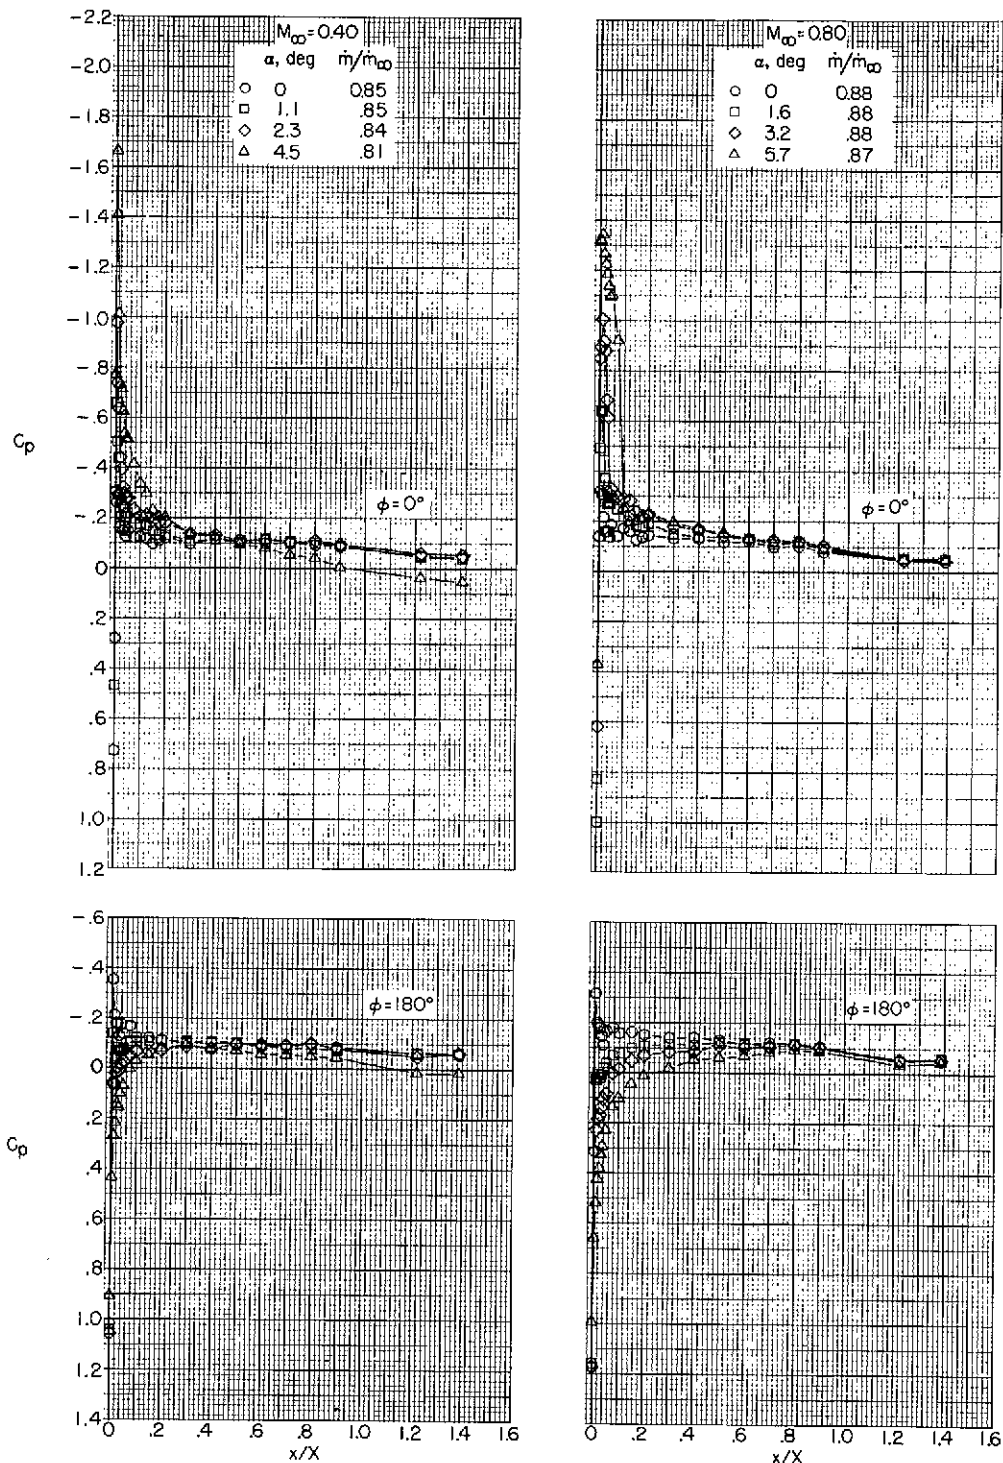 M∞=0.40
α, deg ṁ/ṁ∞
○ 0 0.85
□ 1.1 .85
◇ 2.3 .84
△ 4.5 .81
-2.2
-2.0
-1.8
-1.6
-1.4
-1.2
-1.0
-.8
-.6
-.4
-.2
0
.2
.4
.6
.8
1.0
1.2
Cp
φ=0°
M∞=0.80
α, deg ṁ/ṁ∞
○ 0 0.88
□ 1.6 .88
◇ 3.2 .88
△ 5.7 .87
φ=0°
-.6
-.4
-.2
0
.2
.4
.6
.8
1.0
1.2
1.4
Cp
φ=180°
0 .2 .4 .6 .8 1.0 1.2 1.4 1.6
x/X
φ=180°
0 .2 .4 .6 .8 1.0 1.2 1.4 1.6
x/X